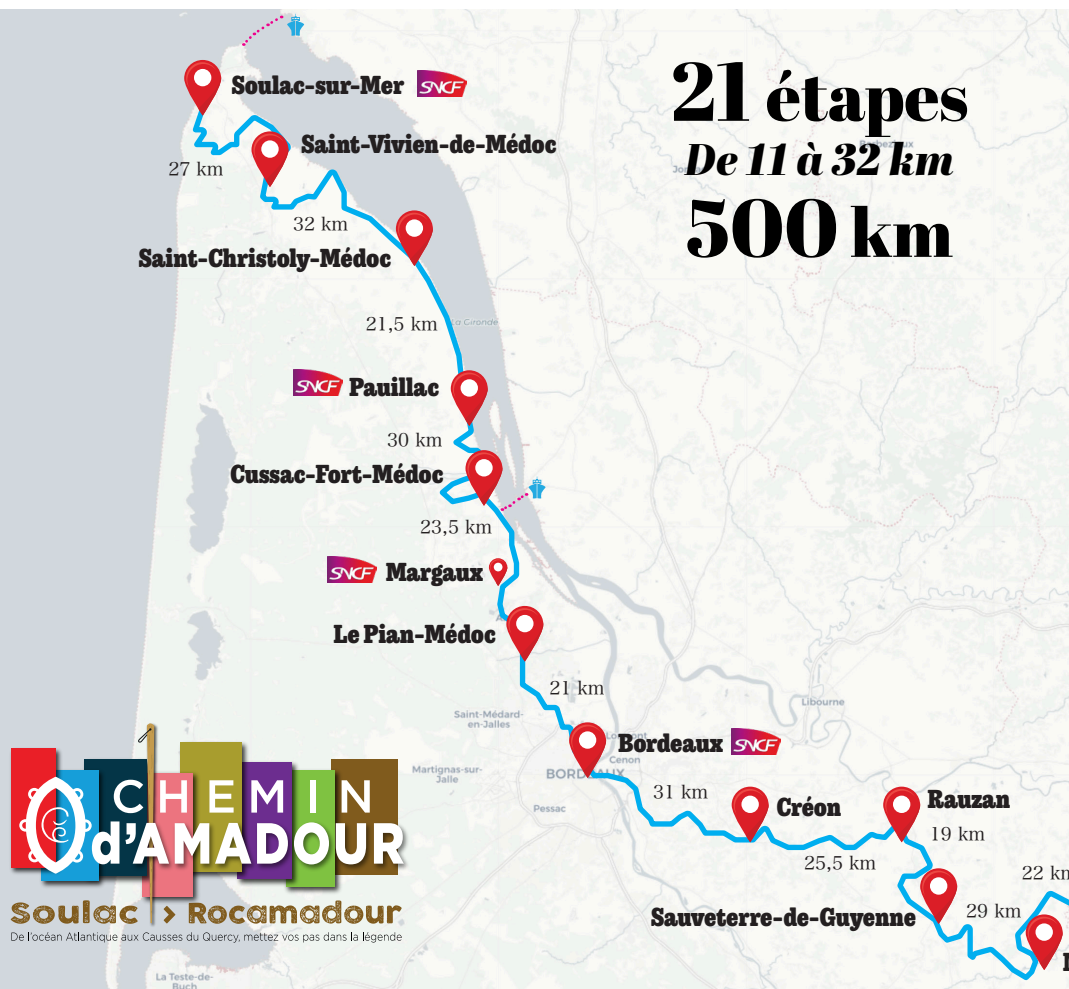 21 étapes
De 11 à 32 km
500 km
Soulac-sur-Mer SNCF
Saint-Vivien-de-Médoc
27 km
32 km
Saint-Christoly-Médoc
21,5 km
La Gironde
SNCF Pauillac
30 km
Cussac-Fort-Médoc
23,5 km
SNCF Margaux
Le Pian-Médoc
21 km
Saint-Médard-
en-Jalles
Libourne
Bordeaux SNCF
Cenon
BORDEAUX
Martignas-sur-
Jalle
Pessac
31 km
Créon
Rauzan
19 km
25,5 km
22 km
Sauveterre-de-Guyenne
29 km
CHEMIN
d'AMADOUR
Soulac > Rocamadour
De l'océan Atlantique aux Causses du Quercy, mettez vos pas dans la légende
La Teste-de-
Buch